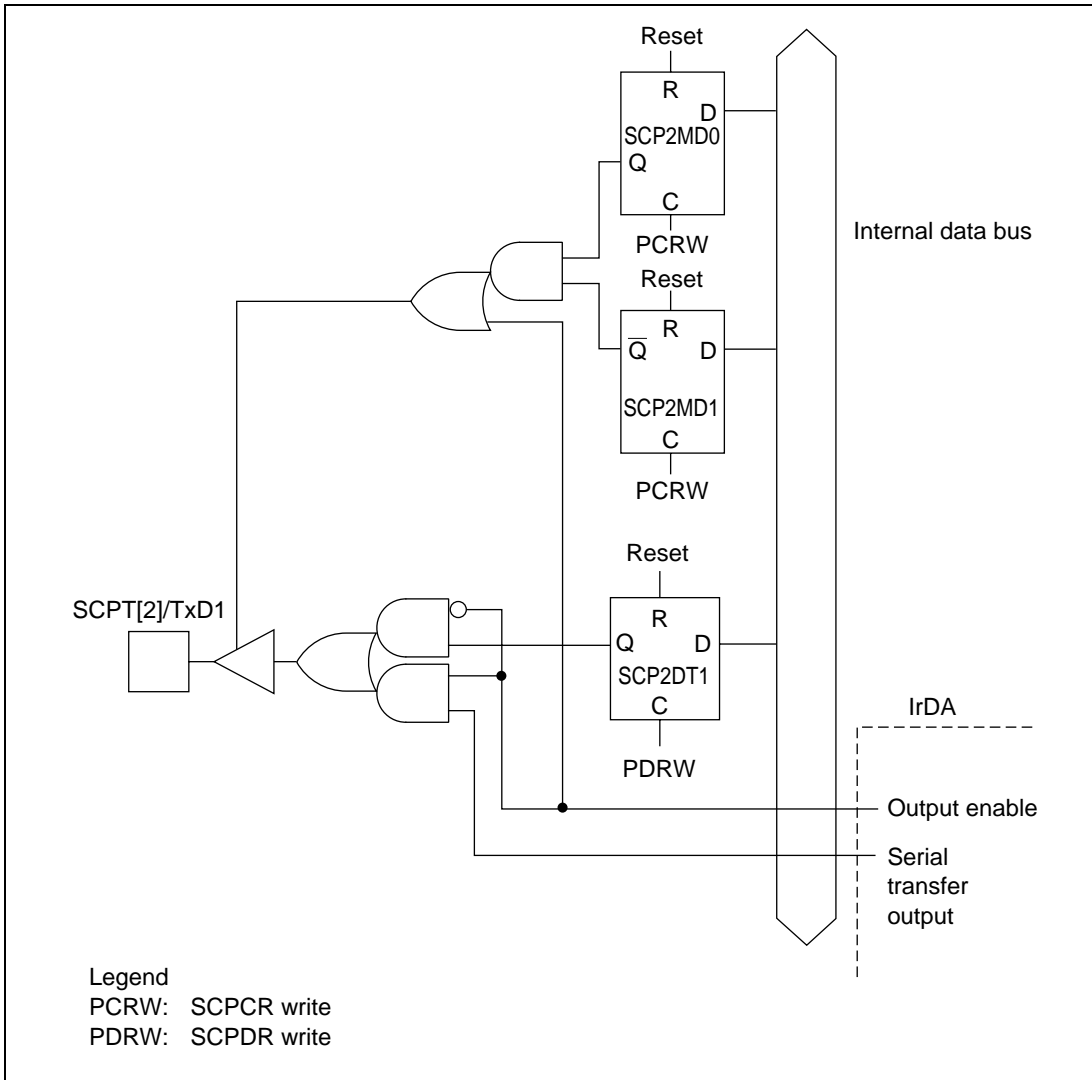 Reset
R
D
SCP2MD0
Q
C
PCRW
Internal data bus
Reset
R
Q̅
D
SCP2MD1
C
PCRW
Reset
SCPT[2]/TxD1
R
Q
D
SCP2DT1
C
IrDA
PDRW
Output enable
Serial
transfer
output
Legend
PCRW: SCPCR write
PDRW: SCPDR write